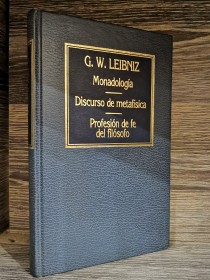 G. W. LEIBNIZ
Monadología
Discurso de metafísica
Profesión de fe
del filósofo